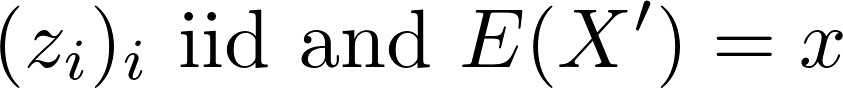 $(z_i)_i$ iid and $E(X') = x$